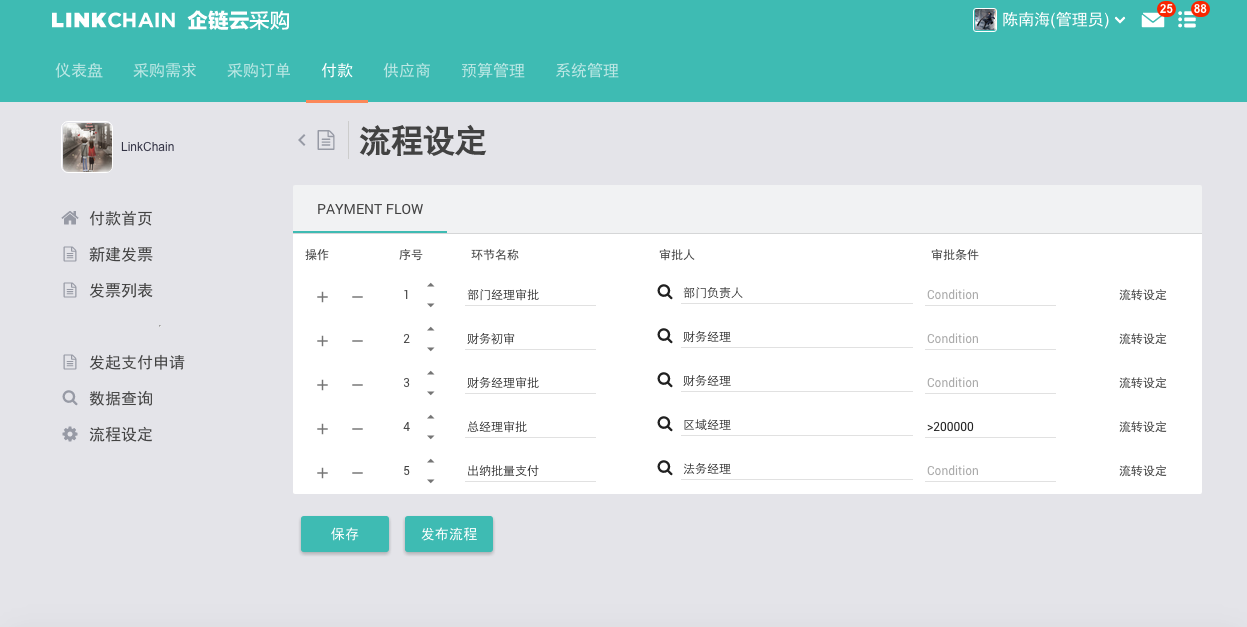 LINKCHAIN 企链云采购
陈南海(管理员) 25 88
仪表盘 采购需求 采购订单 付款 供应商 预算管理 系统管理
LinkChain
流程设定
付款首页
新建发票
发票列表
发起支付申请
数据查询
流程设定
PAYMENT FLOW
操作 序号 环节名称 审批人 审批条件
1 部门经理审批 部门负责人 Condition 流转设定
2 财务初审 财务经理 Condition 流转设定
3 财务经理审批 财务经理 Condition 流转设定
4 总经理审批 区域经理 >200000 流转设定
5 出纳批量支付 法务经理 Condition 流转设定
保存 发布流程